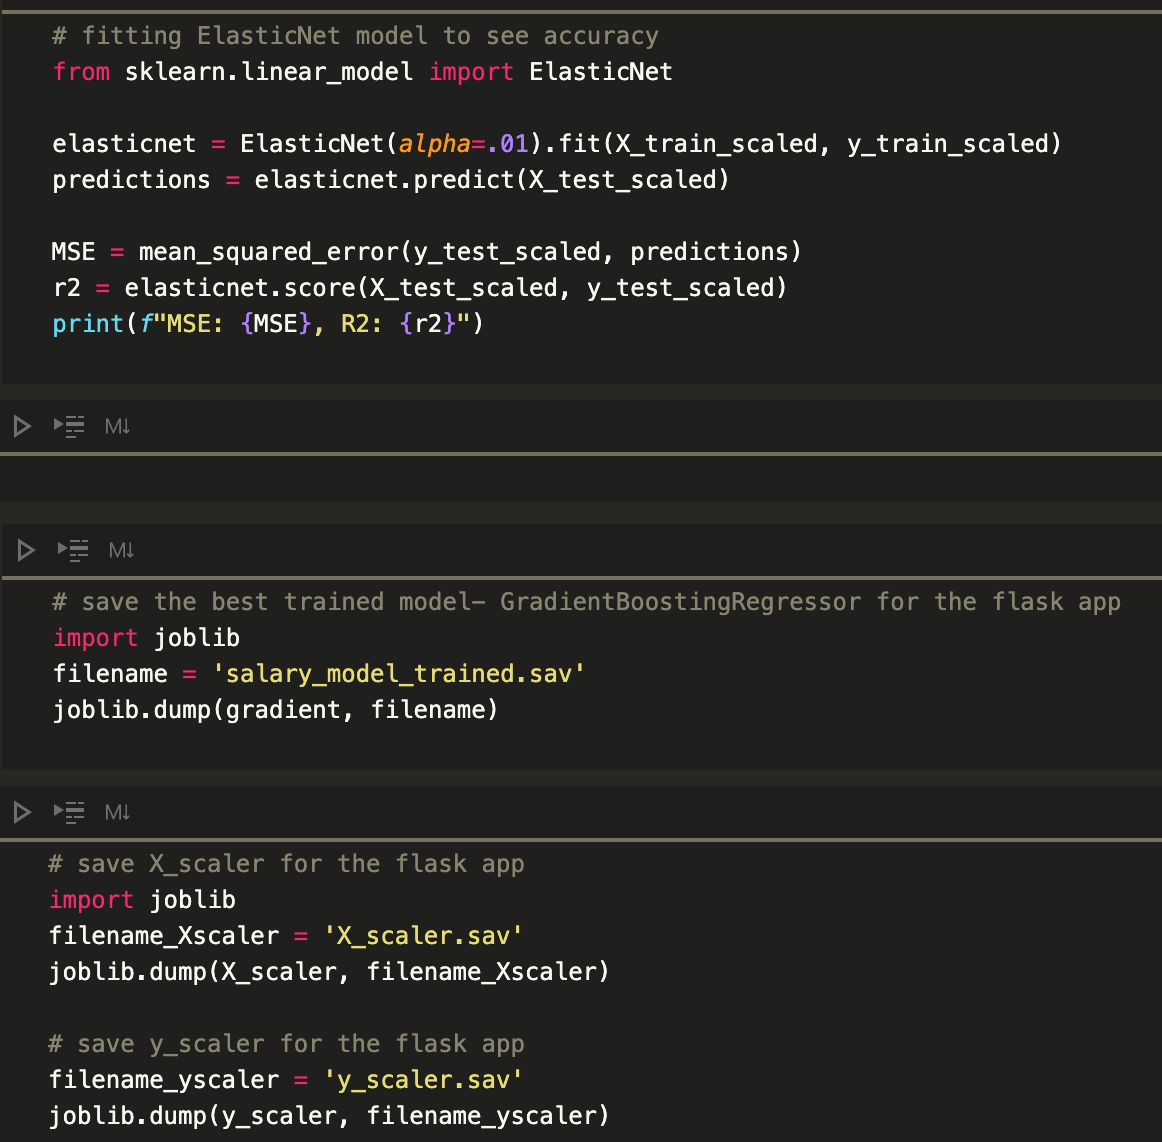 # fitting ElasticNet model to see accuracy
from sklearn.linear_model import ElasticNet
elasticnet = ElasticNet(alpha=.01).fit(X_train_scaled, y_train_scaled)
predictions = elasticnet.predict(X_test_scaled)
MSE = mean_squared_error(y_test_scaled, predictions)
r2 = elasticnet.score(X_test_scaled, y_test_scaled)
print(f"MSE: {MSE}, R2: {r2}")
M↓
M↓
# save the best trained model– GradientBoostingRegressor for the flask app
import joblib
filename = 'salary_model_trained.sav'
joblib.dump(gradient, filename)
M↓
# save X_scaler for the flask app
import joblib
filename_Xscaler = 'X_scaler.sav'
joblib.dump(X_scaler, filename_Xscaler)
# save y_scaler for the flask app
filename_yscaler = 'y_scaler.sav'
joblib.dump(y_scaler, filename_yscaler)